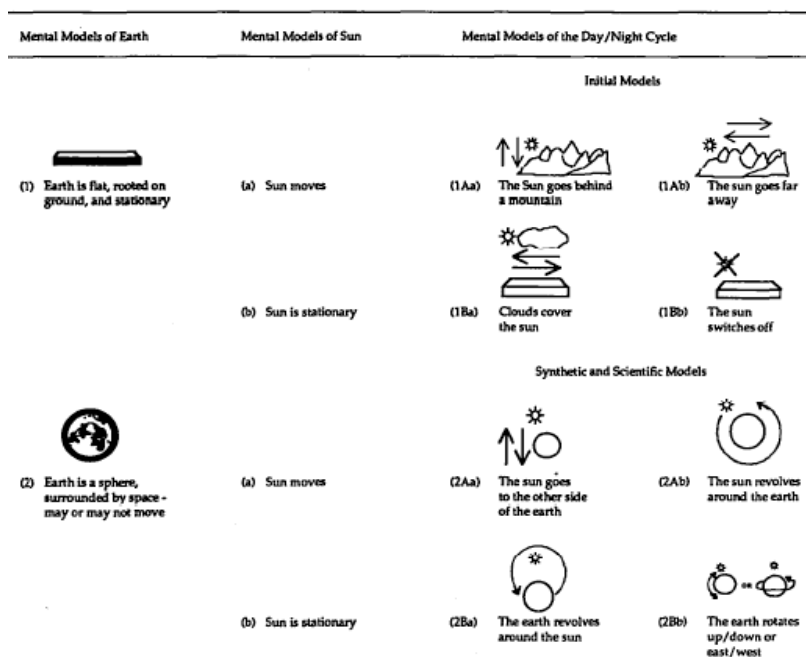 Mental Models of Earth Mental Models of Sun Mental Models of the Day/Night Cycle
Initial Models
(1) Earth is flat, rooted on (a) Sun moves (1Aa) The Sun goes behind (1Ab) The sun goes far
ground, and stationary a mountain away
(b) Sun is stationary (1Ba) Clouds cover (1Bb) The sun
the sun switches off
Synthetic and Scientific Models
(2) Earth is a sphere, (a) Sun moves (2Aa) The sun goes (2Ab) The sun revolves
surrounded by space - to the other side around the earth
may or may not move of the earth
OR
(b) Sun is stationary (2Ba) The earth revolves (2Bb) The earth rotates
around the sun up/down or
east/west